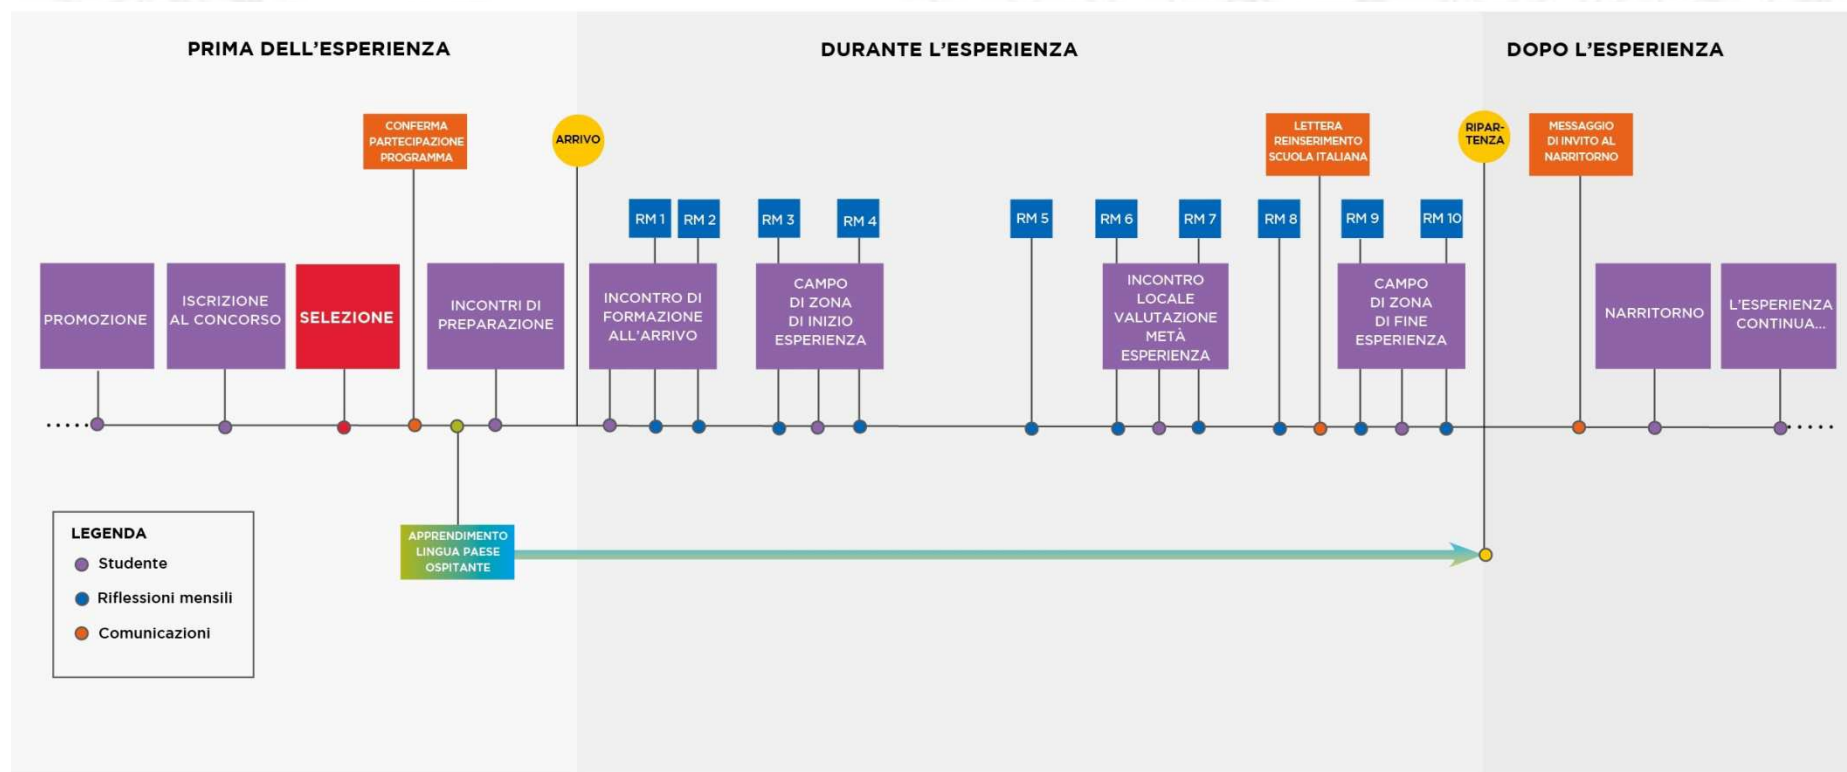 PRIMA DELL'ESPERIENZA
DURANTE L'ESPERIENZA
DOPO L'ESPERIENZA
CONFERMA
PARTECIPAZIONE
PROGRAMMA
ARRIVO
LETTERA
REINSERIMENTO
SCUOLA ITALIANA
RIPAR-
TENZA
MESSAGGIO
DI INVITO AL
NARRITORNO
RM 1
RM 2
RM 3
RM 4
RM 5
RM 6
RM 7
RM 8
RM 9
RM 10
PROMOZIONE
ISCRIZIONE
AL CONCORSO
SELEZIONE
INCONTRI DI
PREPARAZIONE
INCONTRO DI
FORMAZIONE
ALL'ARRIVO
CAMPO
DI ZONA
DI INIZIO
ESPERIENZA
INCONTRO
LOCALE
VALUTAZIONE
METÀ
ESPERIENZA
CAMPO
DI ZONA
DI FINE
ESPERIENZA
NARRITORNO
L'ESPERIENZA
CONTINUA...
APPRENDIMENTO
LINGUA PAESE
OSPITANTE
LEGENDA
Studente
Riflessioni mensili
Comunicazioni